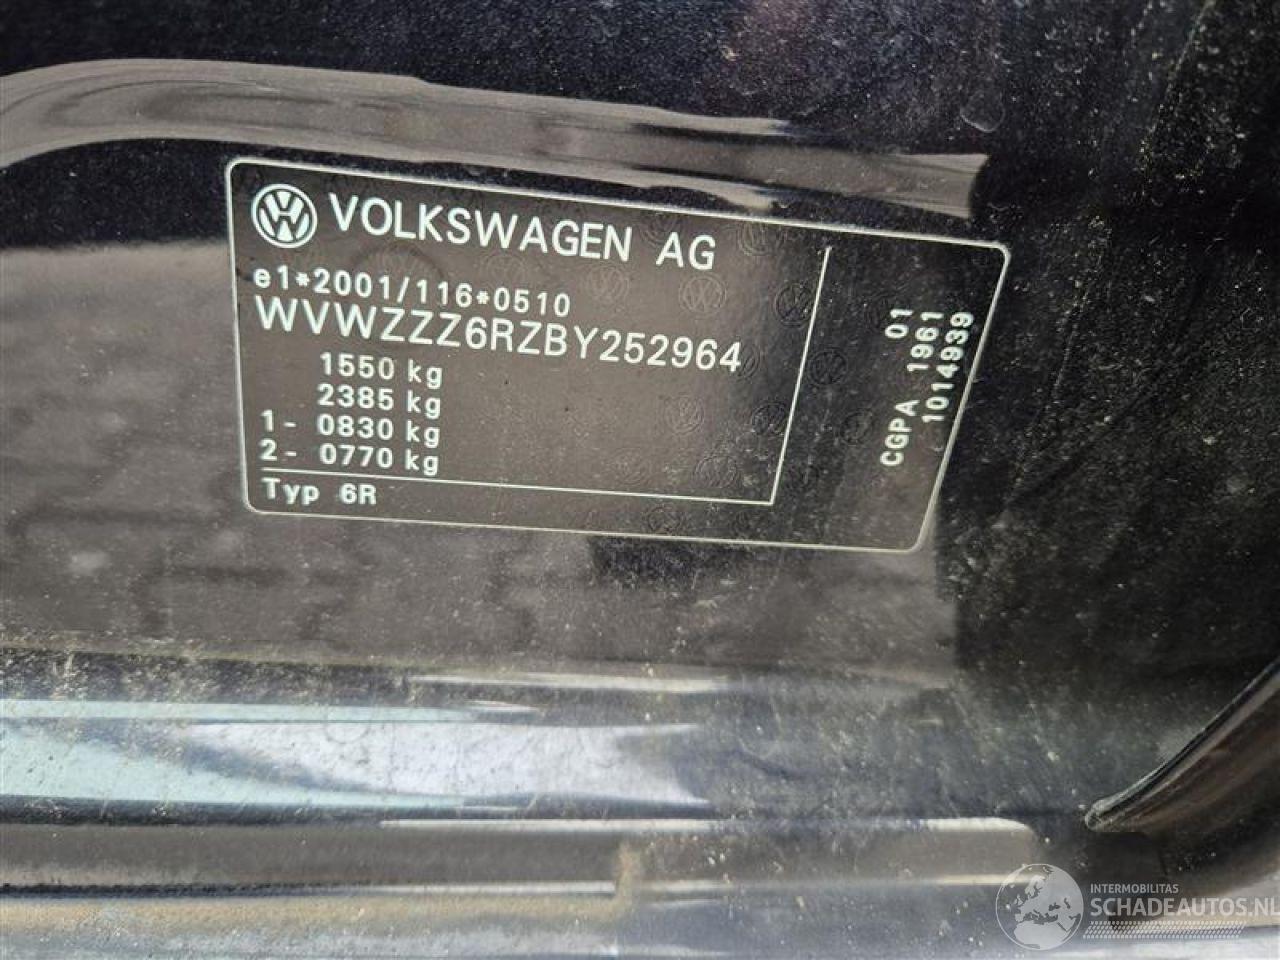 VOLKSWAGEN AG
e1*2001/116*0510
WVWZZZ6RZBY252964
1550 kg
2385 kg
1- 0830 kg
2- 0770 kg
Typ 6R
CGPA 1961 01
1014939
INTERMOBILITAS
SCHADEAUTOS.NL